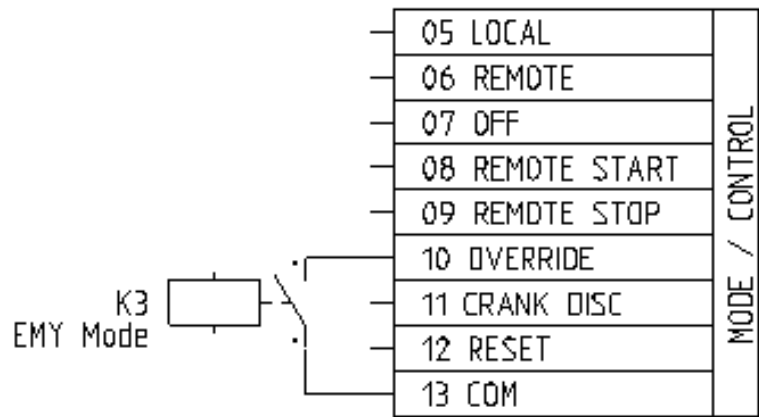 05 LOCAL
06 REMOTE
07 OFF
08 REMOTE START
09 REMOTE STOP
10 OVERRIDE
11 CRANK DISC
12 RESET
13 COM
MODE / CONTROL
K3
EMY Mode